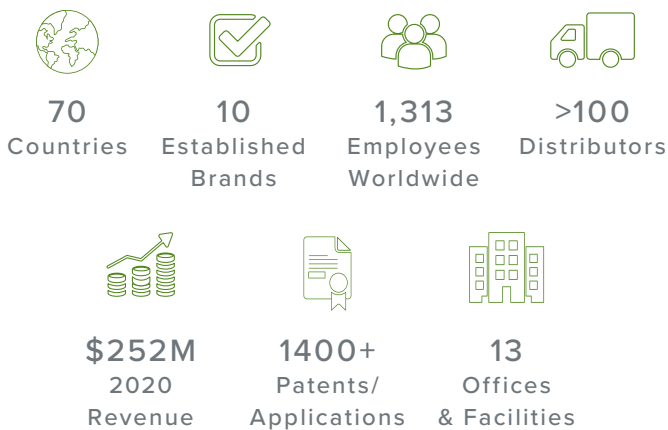 70
Countries
10
Established
Brands
1,313
Employees
Worldwide
>100
Distributors
$252M
2020
Revenue
1400+
Patents/
Applications
13
Offices
& Facilities